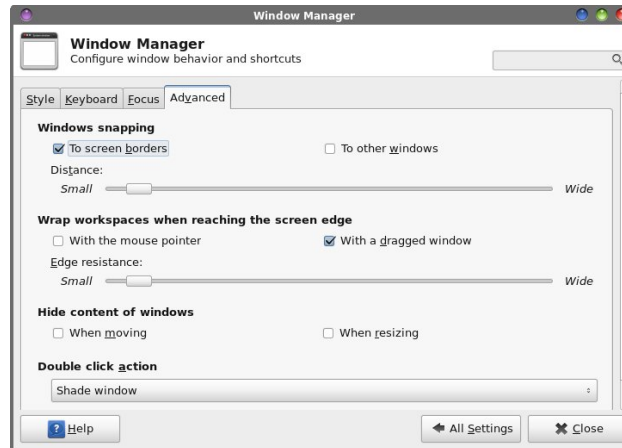 Window Manager
Window Manager
Configure window behavior and shortcuts
Style Keyboard Focus Advanced
Windows snapping
To screen borders To other windows
Distance:
Small Wide
Wrap workspaces when reaching the screen edge
With the mouse pointer With a dragged window
Edge resistance:
Small Wide
Hide content of windows
When moving When resizing
Double click action
Shade window
Help All Settings Close